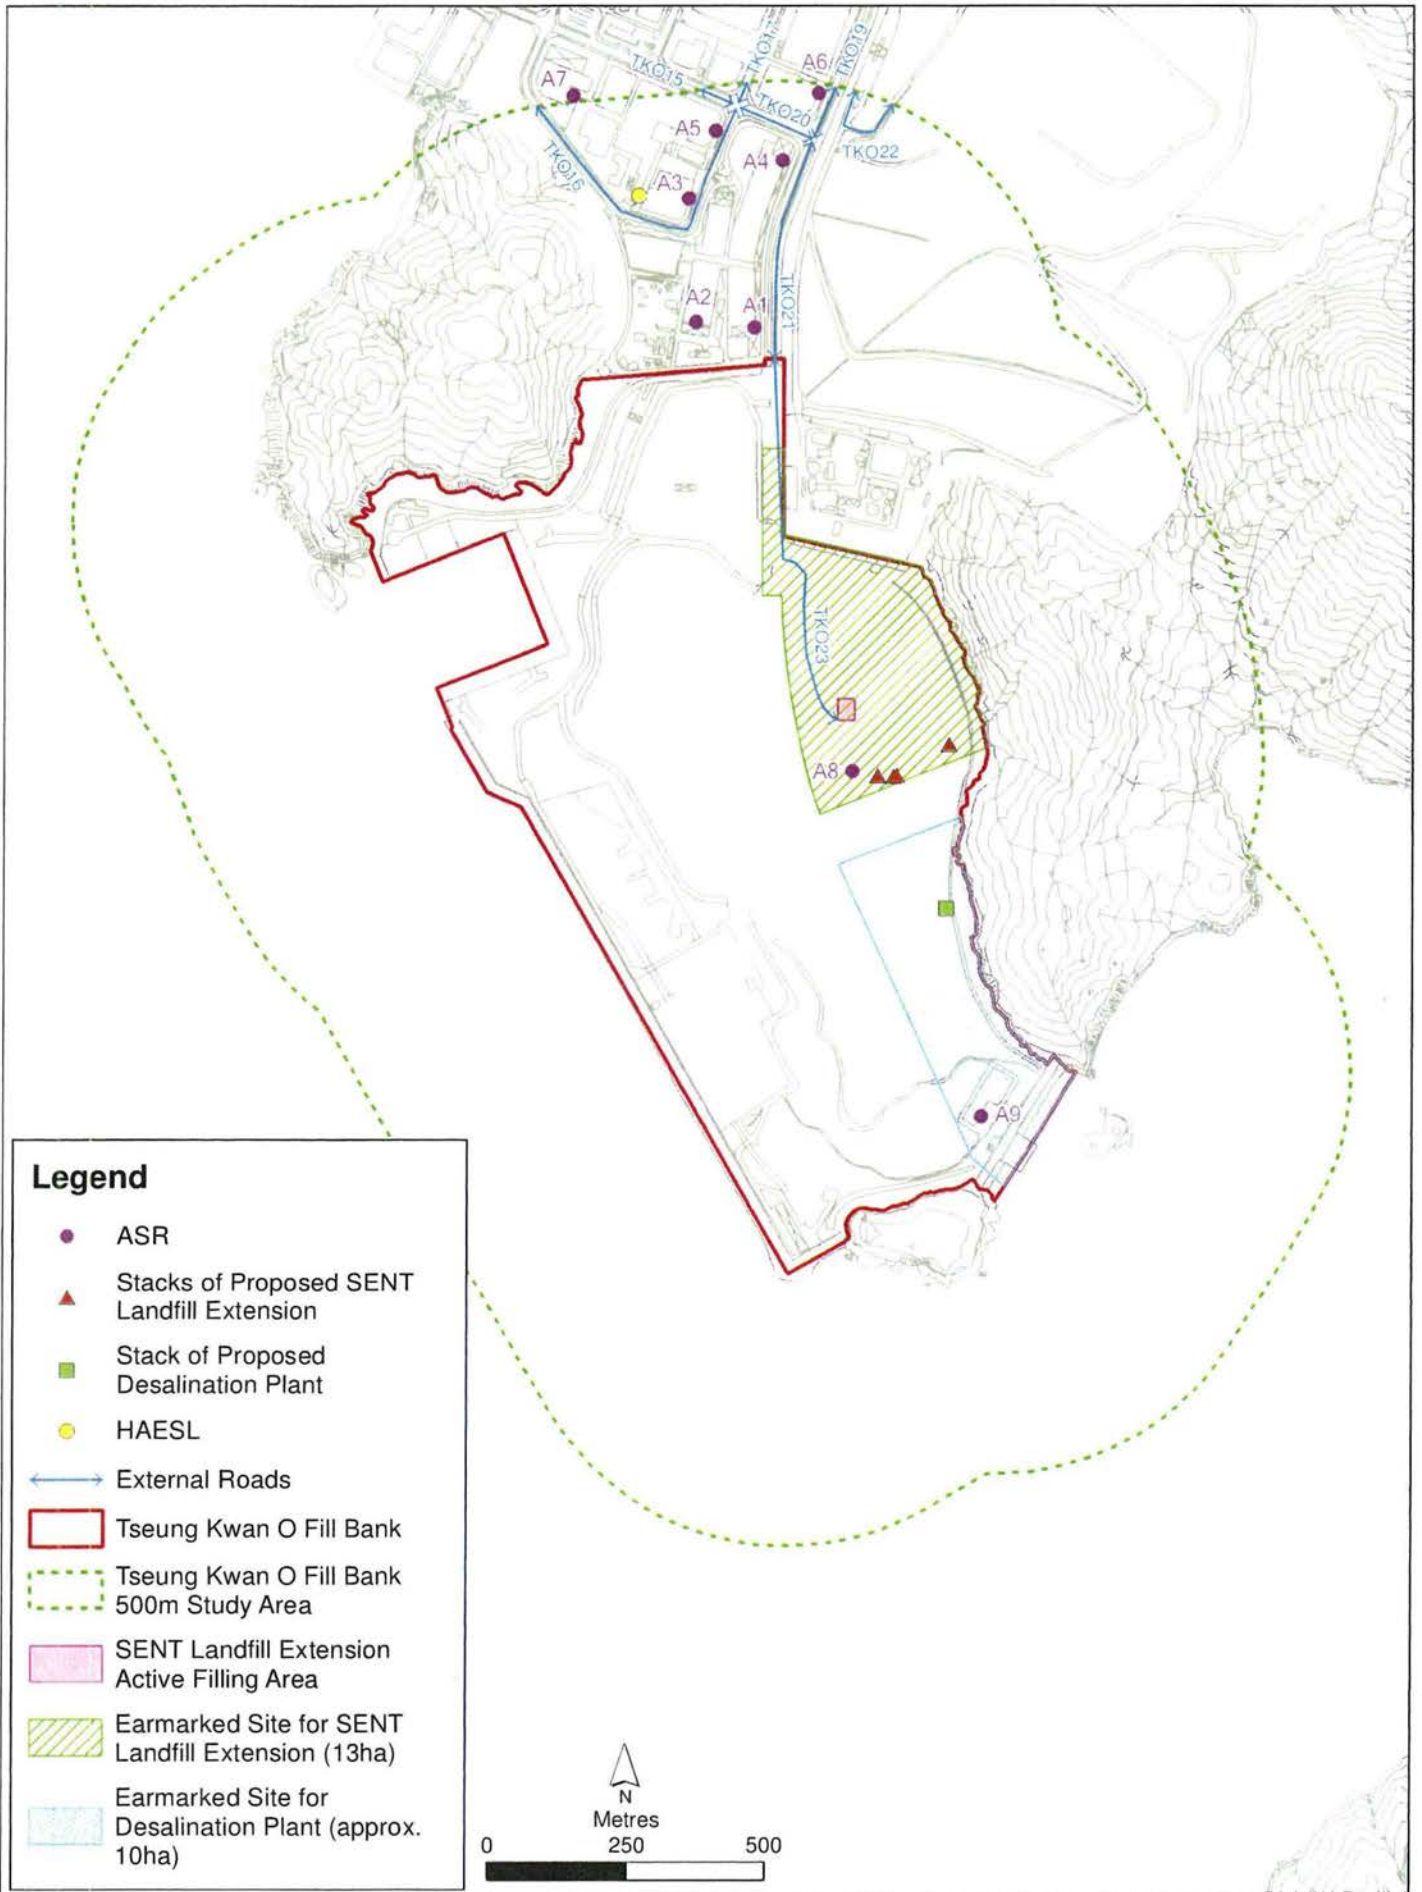 TKO17
TKO19
A6
TKO15
A7
TKO20
A5
A4
TKO22
TKO16
A3
A2
A1
TKO21
TKO23
A8
A9
Legend
ASR
Stacks of Proposed SENT
Landfill Extension
Stack of Proposed
Desalination Plant
HAESL
External Roads
Tseung Kwan O Fill Bank
Tseung Kwan O Fill Bank
500m Study Area
SENT Landfill Extension
Active Filling Area
Earmarked Site for SENT
Landfill Extension (13ha)
Earmarked Site for
Desalination Plant (approx.
10ha)
N
Metres
0 250 500